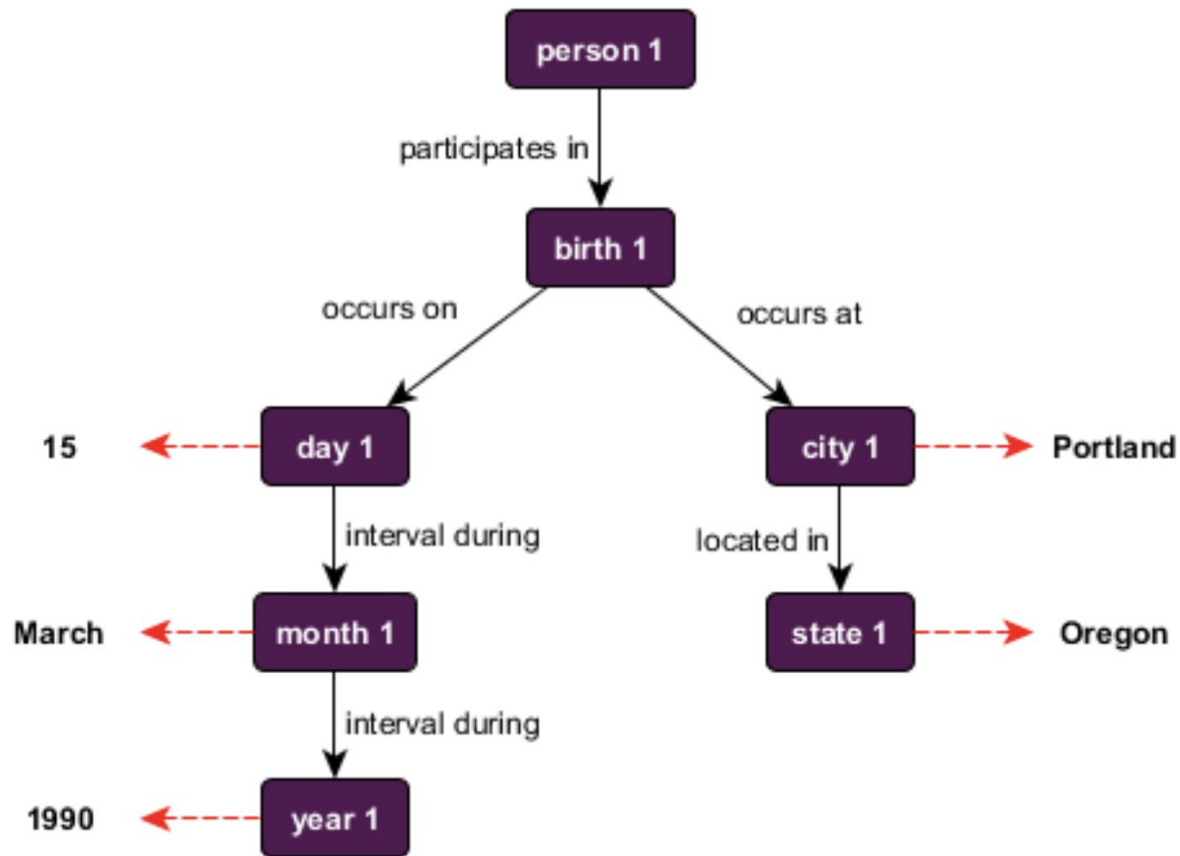 person 1
participates in
birth 1
occurs on
occurs at
15
day 1
city 1
Portland
interval during
located in
March
month 1
state 1
Oregon
interval during
1990
year 1